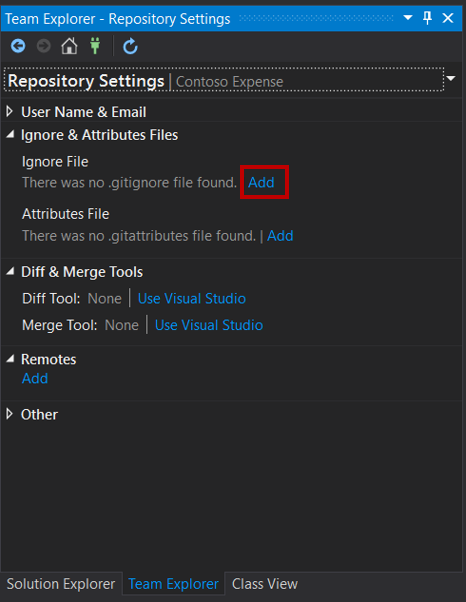 Team Explorer - Repository Settings
Repository Settings | Contoso Expense
User Name & Email
Ignore & Attributes Files
Ignore File
There was no .gitignore file found. Add
Attributes File
There was no .gitattributes file found. | Add
Diff & Merge Tools
Diff Tool: None | Use Visual Studio
Merge Tool: None | Use Visual Studio
Remotes
Add
Other
Solution Explorer Team Explorer Class View